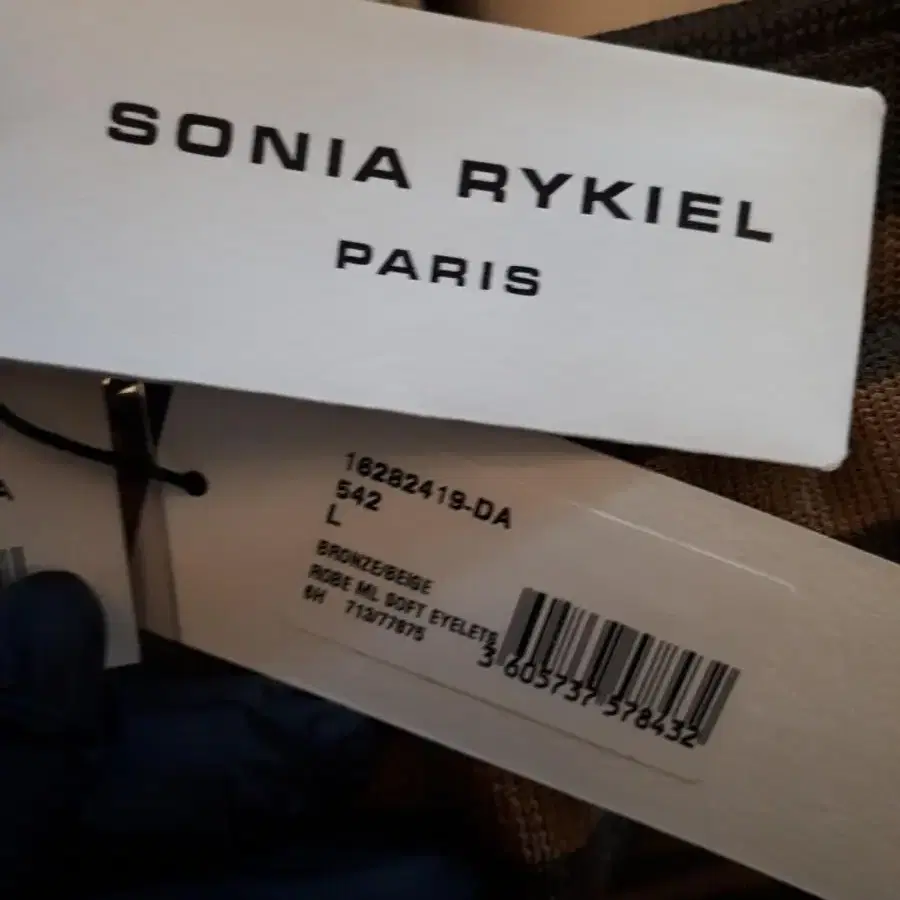 SONIA RYKIEL
PARIS
16282419-DA
542
L
BRONZE/BEIGE
ROBE ML SOFT EYELETS
6H 713/77875
3 605737 578432
A